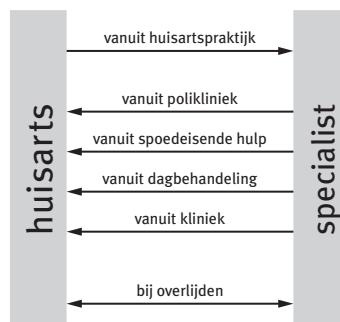 huisarts
vanuit huisartspraktijk
vanuit polikliniek
vanuit spoedeisende hulp
vanuit dagbehandeling
vanuit kliniek
bij overlijden
specialist